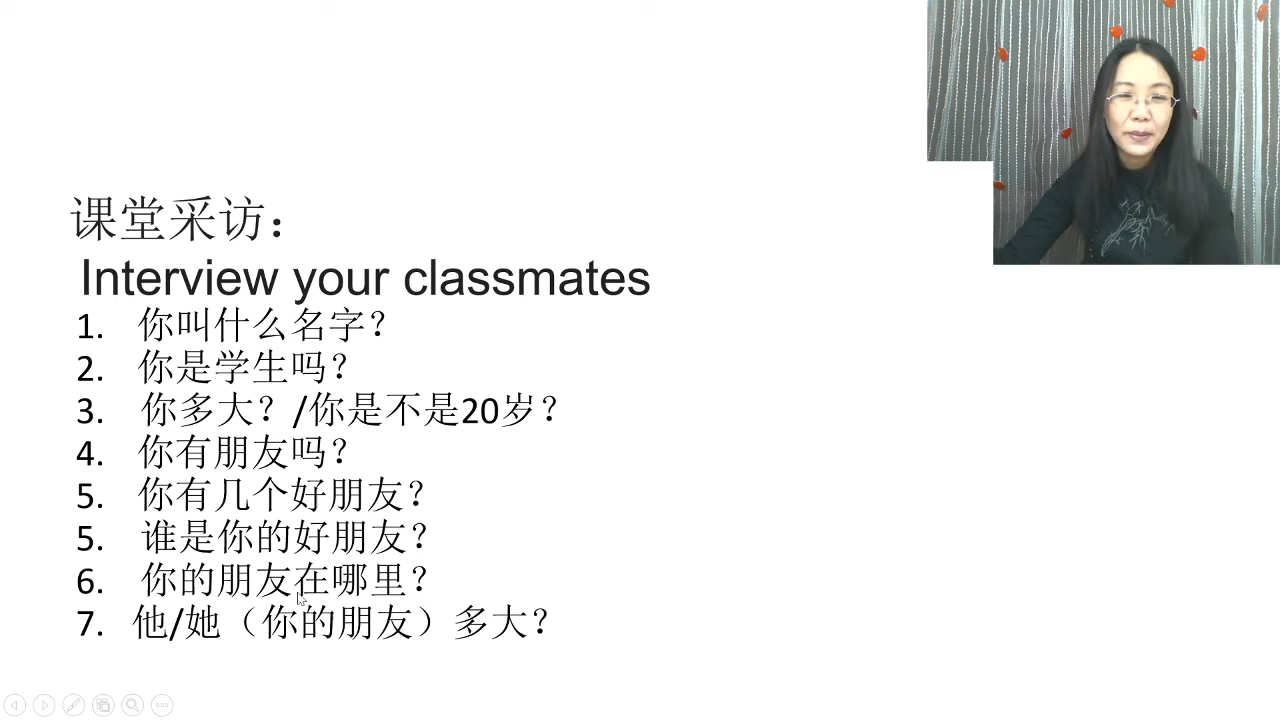 课堂采访：
Interview your classmates
1. 你叫什么名字？
2. 你是学生吗？
3. 你多大？/你是不是20岁？
4. 你有朋友吗？
5. 你有几个好朋友？
5. 谁是你的好朋友？
6. 你的朋友在哪里？
7. 他/她（你的朋友）多大？